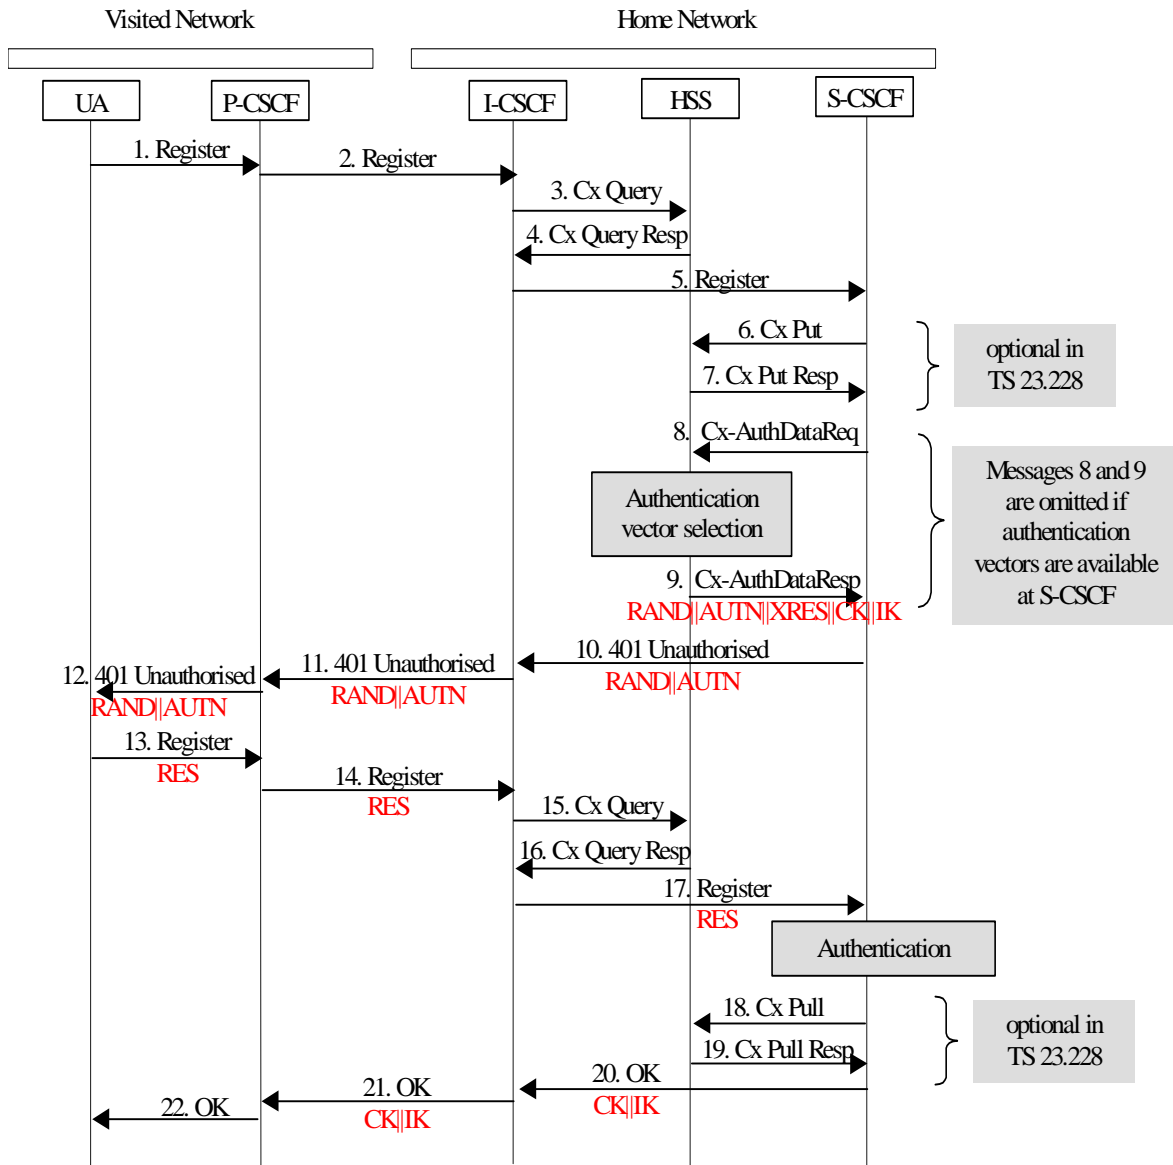 Visited Network
Home Network
UA
P-CSCF
I-CSCF
HSS
S-CSCF
1. Register
2. Register
3. Cx Query
4. Cx Query Resp
5. Register
6. Cx Put
optional in
TS 23.228
7. Cx Put Resp
8. Cx-AuthDataReq
Messages 8 and 9
are omitted if
authentication
vectors are available
at S-CSCF
Authentication
vector selection
9. Cx-AuthDataResp
RAND||AUTN||XRES||CK||IK
10. 401 Unauthorised
RAND||AUTN
11. 401 Unauthorised
RAND||AUTN
12. 401 Unauthorised
RAND||AUTN
13. Register
RES
14. Register
RES
15. Cx Query
16. Cx Query Resp
17. Register
RES
Authentication
18. Cx Pull
optional in
TS 23.228
19. Cx Pull Resp
20. OK
CK||IK
21. OK
CK||IK
22. OK